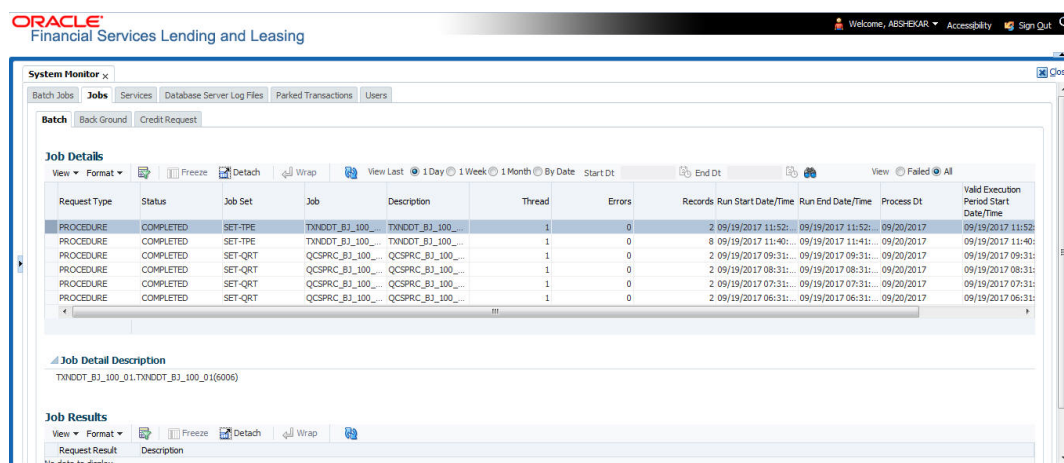 ORACLE
Financial Services Lending and Leasing
Welcome, ABSHEKAR Accessibility Sign Out
System Monitor x
Batch Jobs Jobs Services Database Server Log Files Parked Transactions Users
Batch Back Ground Credit Request
Job Details
View Format Freeze Detach Wrap View Last 1 Day 1 Week 1 Month By Date Start Dt End Dt View Failed All
Request Type Status Job Set Job Description Thread Errors Records Run Start Date/Time Run End Date/Time Process Dt Valid Execution Period Start Date/Time
PROCEDURE COMPLETED SET-TPE TXNDDT_BJ_100_... TXNDDT_BJ_100_... 1 0 2 09/19/2017 11:52:... 09/19/2017 11:52:... 09/20/2017 09/19/2017 11:52:
PROCEDURE COMPLETED SET-TPE TXNDDT_BJ_100_... TXNDDT_BJ_100_... 1 0 8 09/19/2017 11:40:... 09/19/2017 11:41:... 09/20/2017 09/19/2017 11:40:
PROCEDURE COMPLETED SET-QRT QCSPRC_BJ_100_... QCSPRC_BJ_100_... 1 0 2 09/19/2017 09:31:... 09/19/2017 09:31:... 09/20/2017 09/19/2017 09:31:
PROCEDURE COMPLETED SET-QRT QCSPRC_BJ_100_... QCSPRC_BJ_100_... 1 0 2 09/19/2017 08:31:... 09/19/2017 08:31:... 09/20/2017 09/19/2017 08:31:
PROCEDURE COMPLETED SET-QRT QCSPRC_BJ_100_... QCSPRC_BJ_100_... 1 0 2 09/19/2017 07:31:... 09/19/2017 07:31:... 09/20/2017 09/19/2017 07:31:
PROCEDURE COMPLETED SET-QRT QCSPRC_BJ_100_... QCSPRC_BJ_100_... 1 0 2 09/19/2017 06:31:... 09/19/2017 06:31:... 09/20/2017 09/19/2017 06:31:
Job Detail Description
TXNDDT_BJ_100_01.TXNDDT_BJ_100_01(6006)
Job Results
View Format Freeze Detach Wrap
Request Result Description